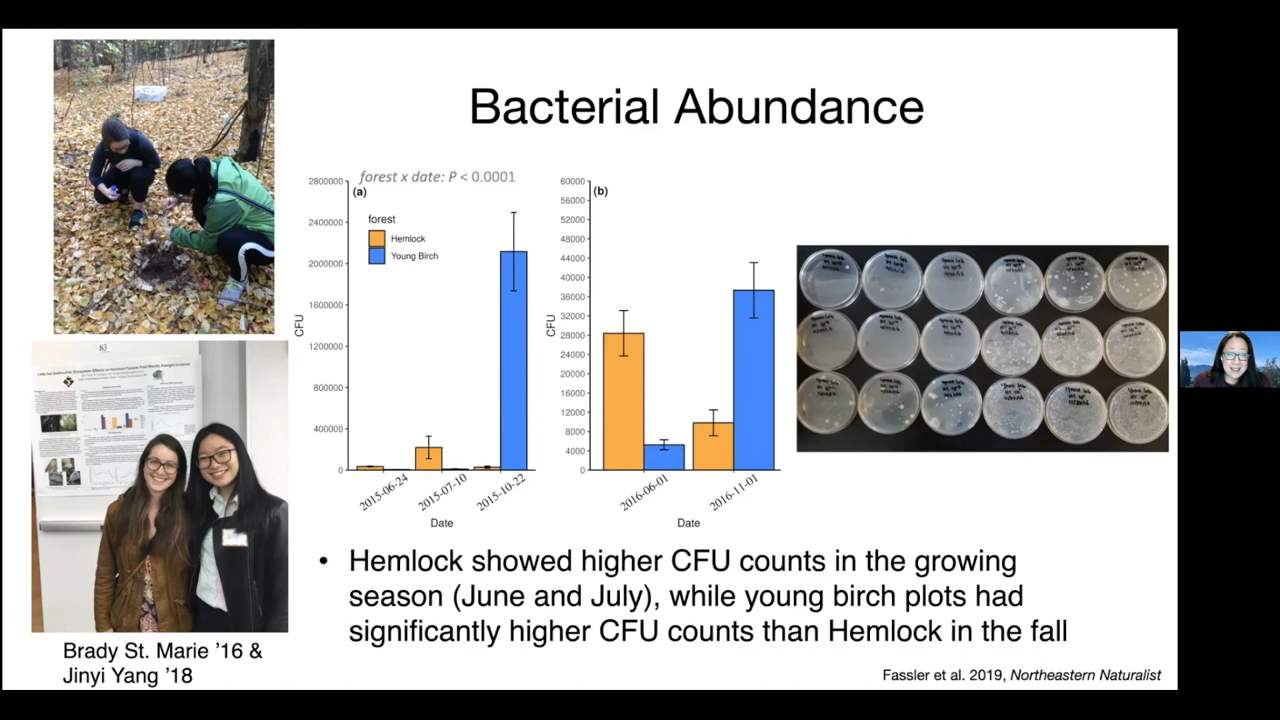 Bacterial Abundance
forest x date: P < 0.0001
(a)
forest
Hemlock
Young Birch
2800000
2400000
2000000
1600000
1200000
800000
400000
0
CFU
2015-06-24
2015-07-10
2015-10-22
Date
(b)
60000
56000
52000
48000
44000
40000
36000
32000
28000
24000
20000
16000
12000
8000
4000
0
CFU
2016-06-01
2016-11-01
Date
83
• Hemlock showed higher CFU counts in the growing
season (June and July), while young birch plots had
significantly higher CFU counts than Hemlock in the fall
Brady St. Marie ’16 &
Jinyi Yang ’18
Fassler et al. 2019, Northeastern Naturalist